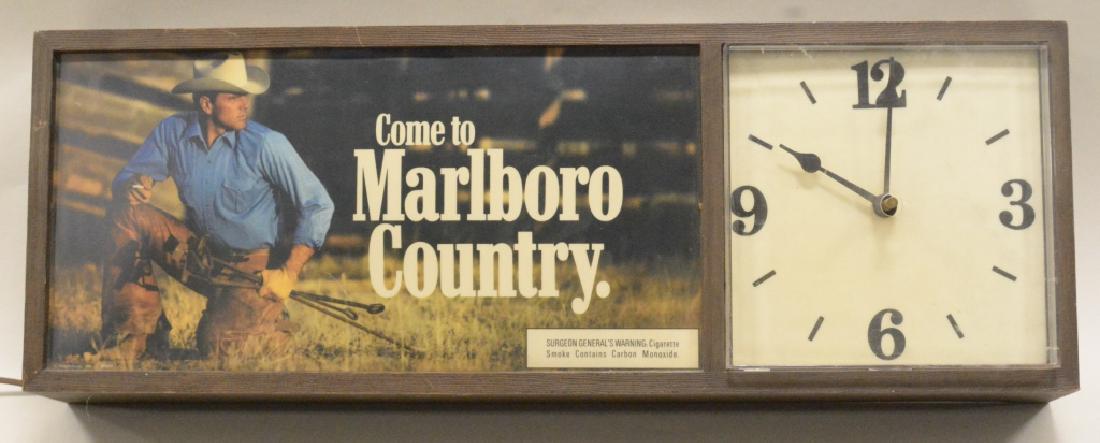 Come to
Marlboro
Country.
SURGEON GENERAL'S WARNING: Cigarette
Smoke Contains Carbon Monoxide.
12
9
3
6